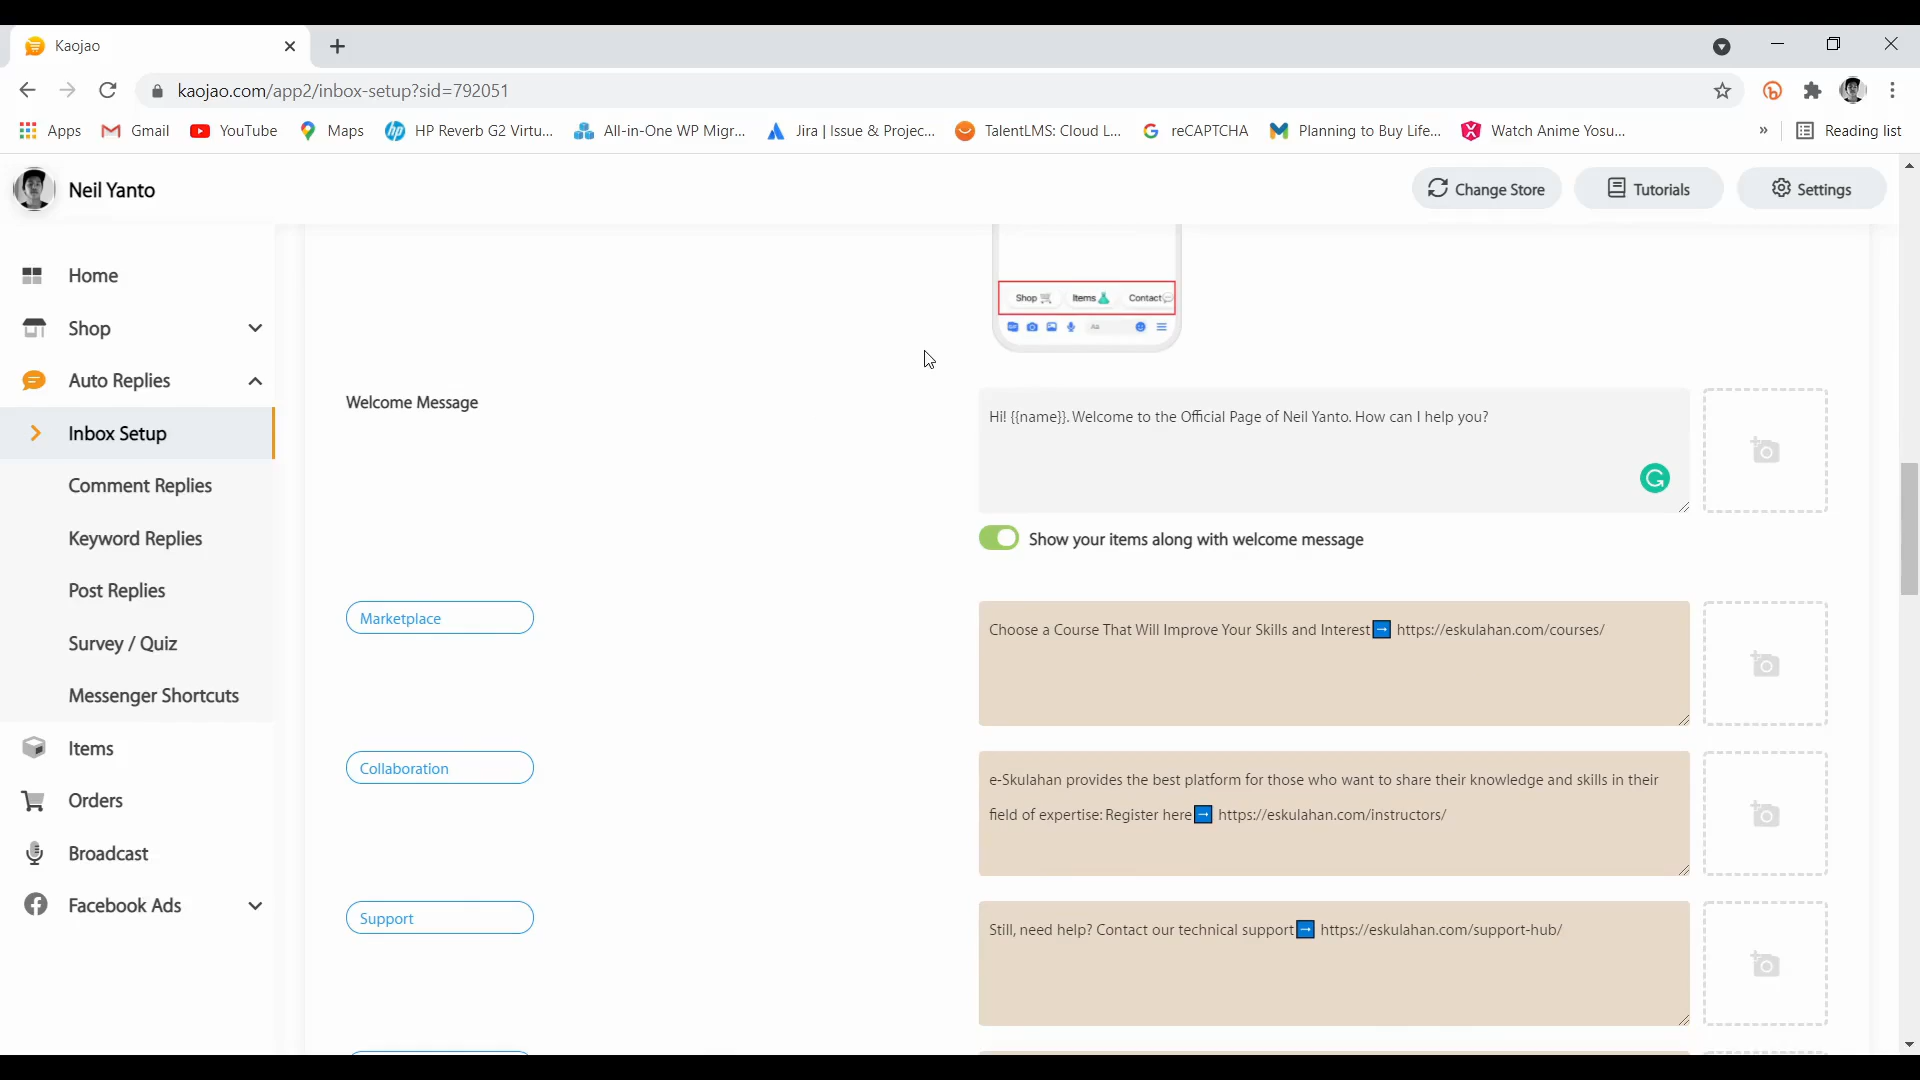 Kaojao
kaojao.com/app2/inbox-setup?sid=792051
Apps
Gmail
YouTube
Maps
HP Reverb G2 Virtu...
All-in-One WP Migr...
Jira | Issue & Projec...
TalentLMS: Cloud L...
reCAPTCHA
Planning to Buy Life...
Watch Anime Yosu...
»
Reading list
Neil Yanto
Change Store
Tutorials
Settings
Home
Shop
Auto Replies
Inbox Setup
Comment Replies
Keyword Replies
Post Replies
Survey / Quiz
Messenger Shortcuts
Items
Orders
Broadcast
Facebook Ads
Shop
Items
Contact
Aa
Welcome Message
Hi! {{name}}. Welcome to the Official Page of Neil Yanto. How can I help you?
Show your items along with welcome message
Marketplace
Choose a Course That Will Improve Your Skills and Interest➡ https://eskulahan.com/courses/
Collaboration
e-Skulahan provides the best platform for those who want to share their knowledge and skills in their
field of expertise: Register here➡ https://eskulahan.com/instructors/
Support
Still, need help? Contact our technical support➡ https://eskulahan.com/support-hub/